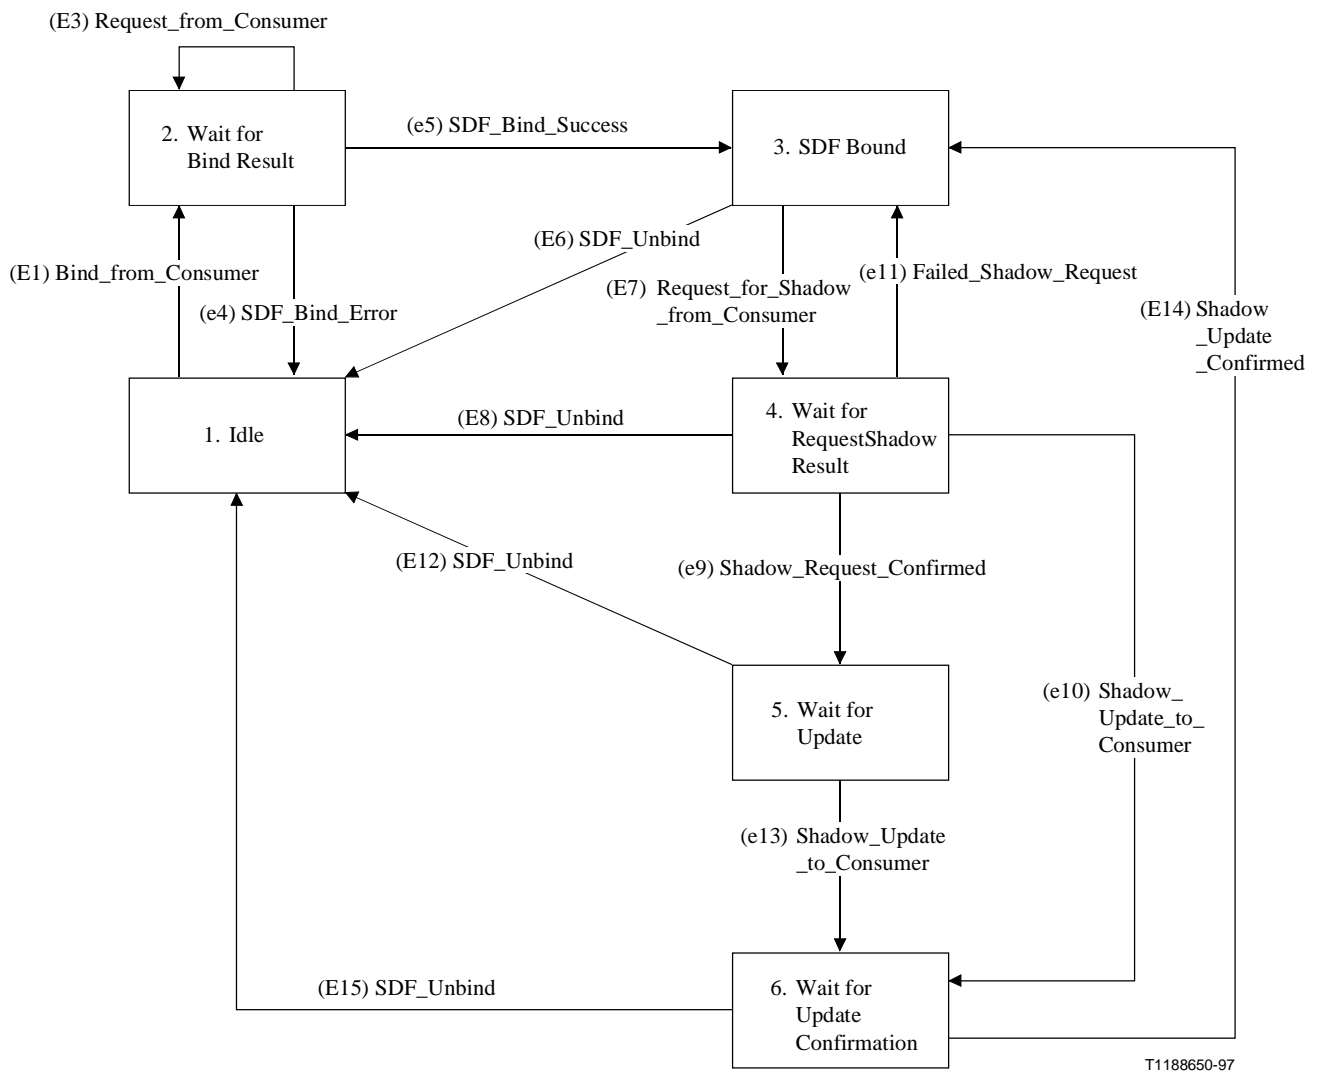 (E3) Request_from_Consumer
2. Wait for
Bind Result
(e5) SDF_Bind_Success
3. SDF Bound
(E6) SDF_Unbind
(E1) Bind_from_Consumer
(e11) Failed_Shadow_Request
(E7) Request_for_Shadow
_from_Consumer
(e4) SDF_Bind_Error
(E14) Shadow
_Update
_Confirmed
1. Idle
(E8) SDF_Unbind
4. Wait for
RequestShadow
Result
(E12) SDF_Unbind
(e9) Shadow_Request_Confirmed
5. Wait for
Update
(e10) Shadow_
Update_to_
Consumer
(e13) Shadow_Update
_to_Consumer
(E15) SDF_Unbind
6. Wait for
Update
Confirmation
T1188650-97